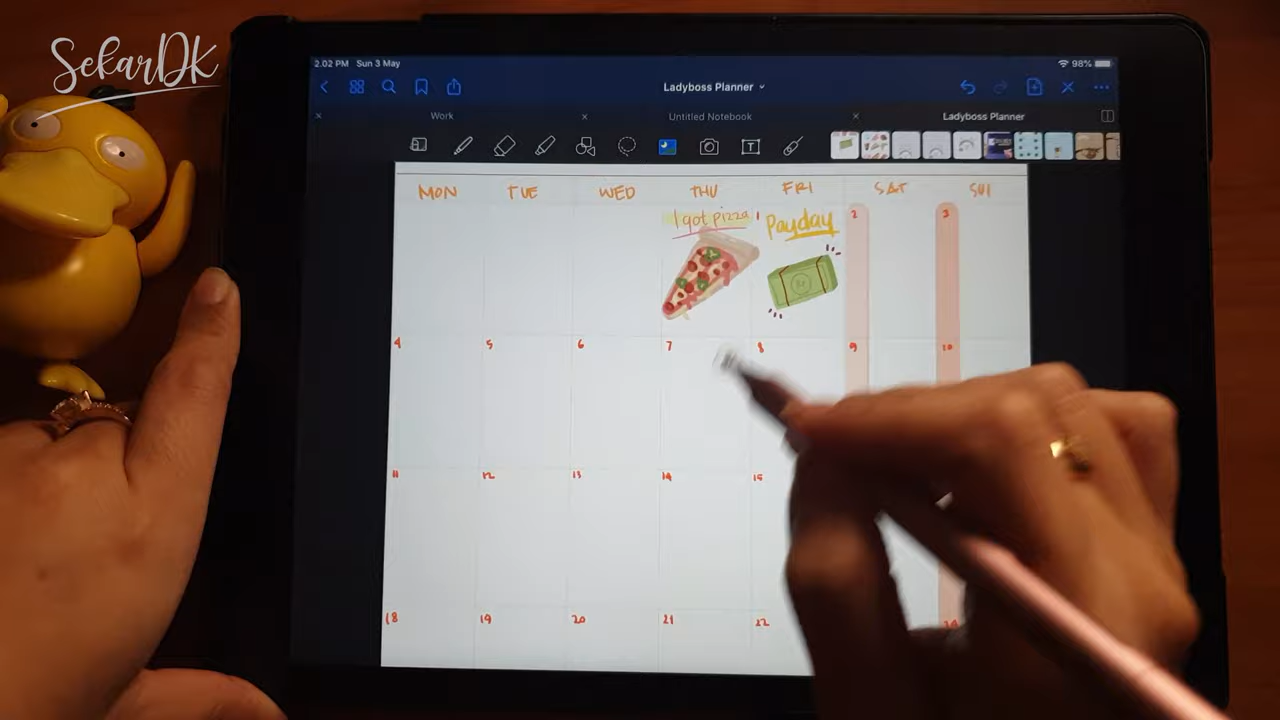 SekarDK
2.02 PM Sun 3 May
98%
Ladyboss Planner
Work
Untitled Notebook
Ladyboss Planner
T
MON TUE WED THU FRI SAT SUN
I got pizza 1 Payday 2 3
4 5 6 7 8 9 10
11 12 13 14 15
18 19 20 21 22